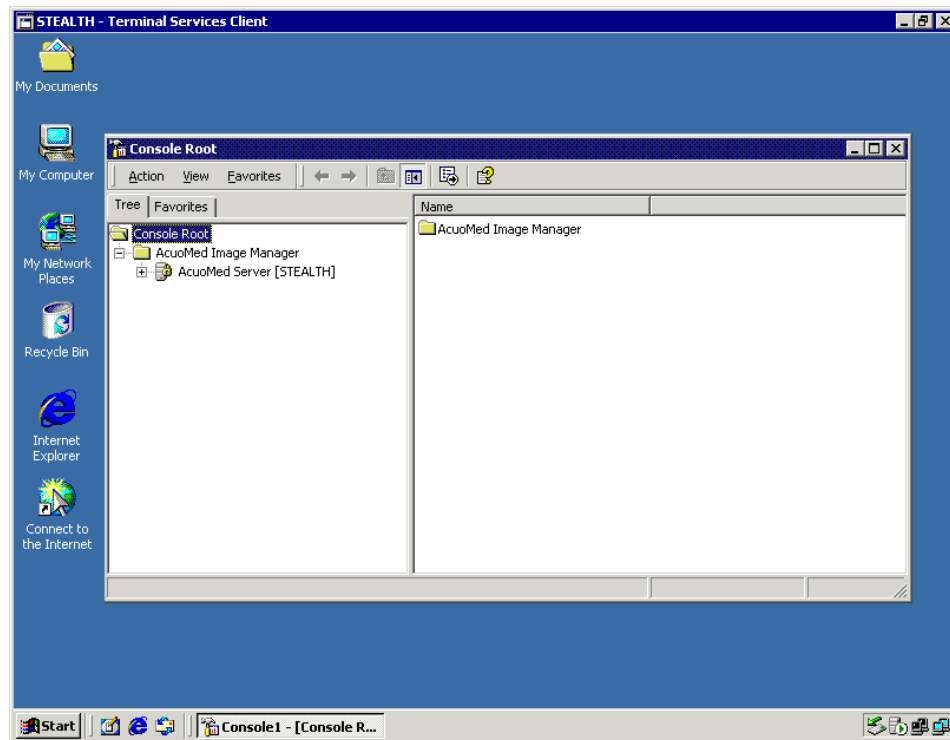 STEALTH - Terminal Services Client
My Documents
My Computer
My Network
Places
Recycle Bin
Internet
Explorer
Connect to
the Internet
Console Root
Action View Favorites
Tree Favorites
Console Root
AcuoMed Image Manager
AcuoMed Server [STEALTH]
Name
AcuoMed Image Manager
Start
Console1 - [Console R...